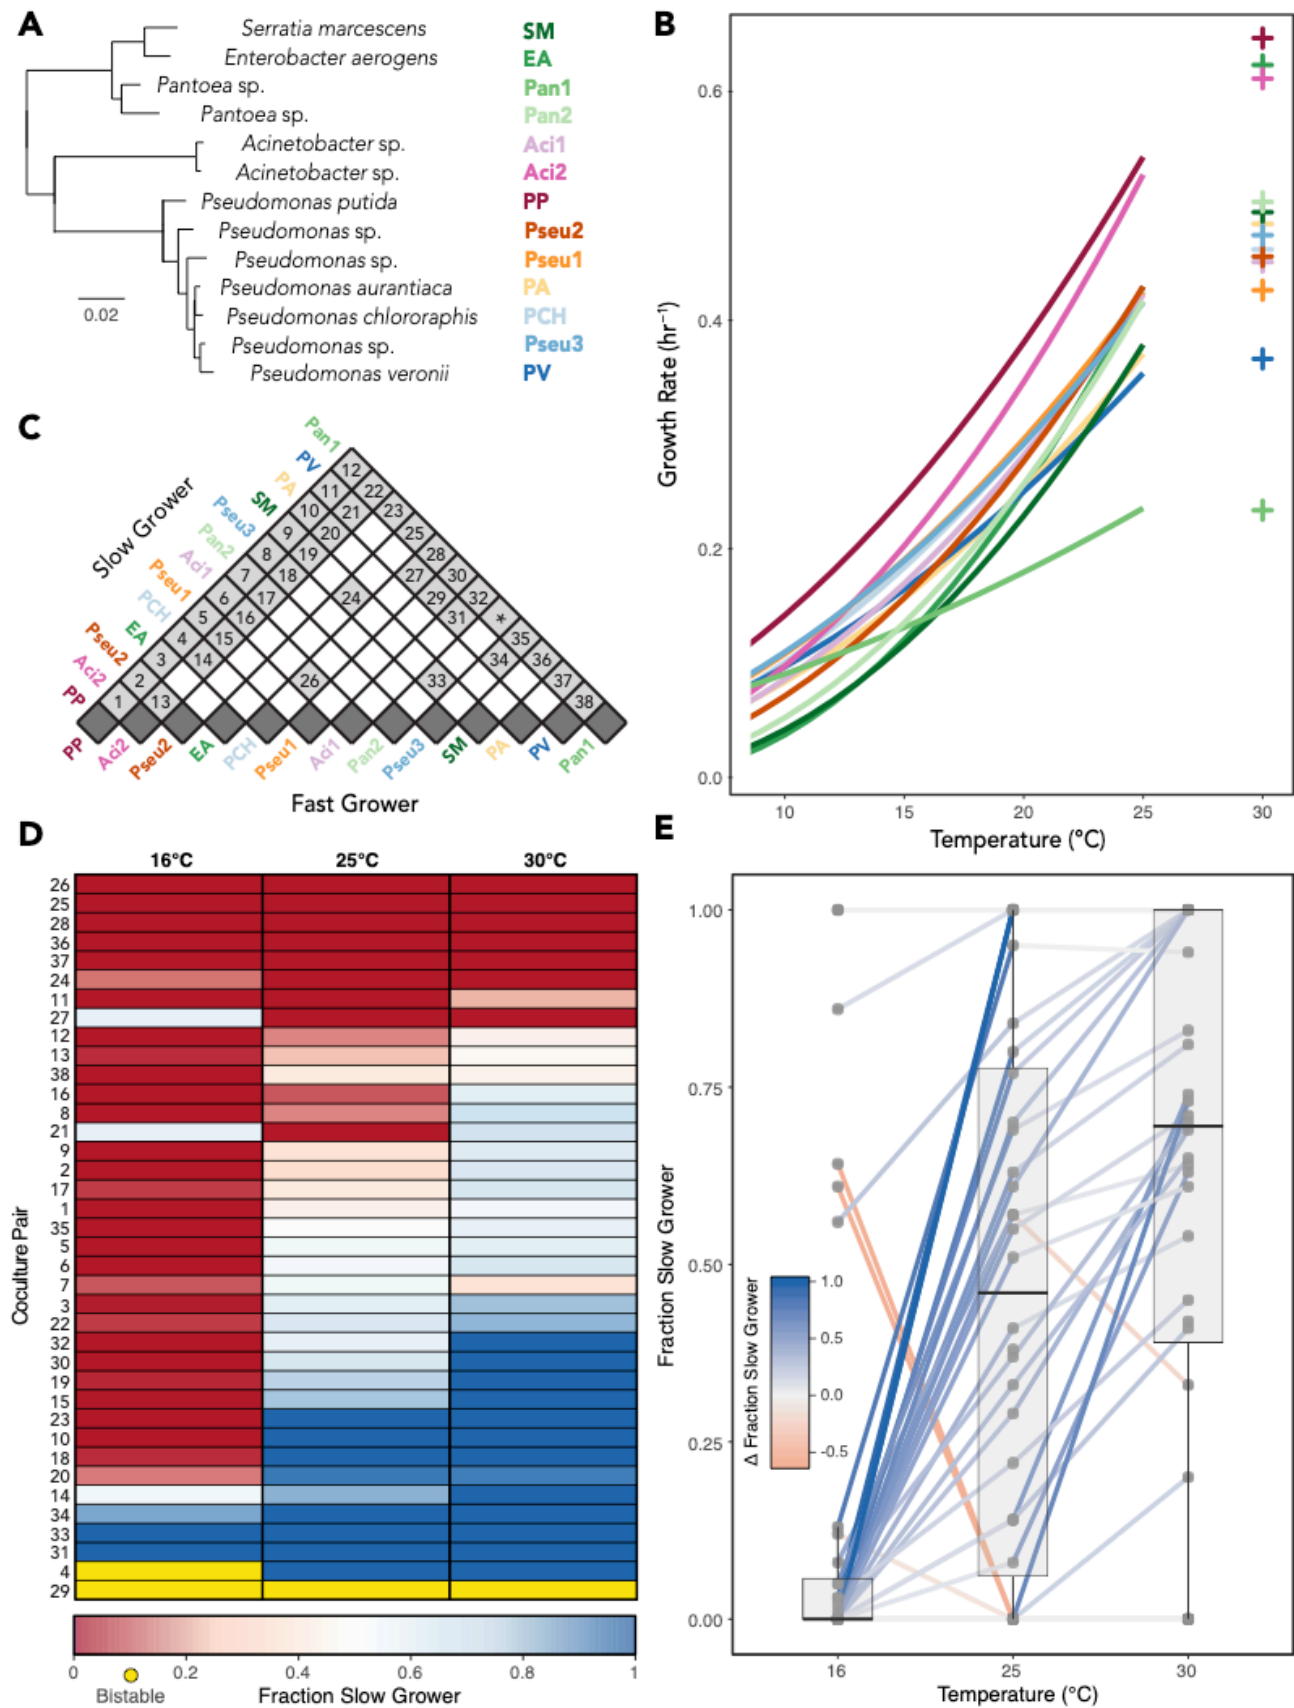 A
Serratia marcescens SM
Enterobacter aerogens EA
Pantoea sp. Pan1
Pantoea sp. Pan2
Acinetobacter sp. Aci1
Acinetobacter sp. Aci2
Pseudomonas putida PP
Pseudomonas sp. Pseu2
Pseudomonas sp. Pseu1
Pseudomonas aurantiaca PA
Pseudomonas chlororaphis PCH
Pseudomonas sp. Pseu3
Pseudomonas veronii PV
0.02
B
0.6
0.4
0.2
0.0
Growth Rate (hr⁻¹)
10 15 20 25 30
Temperature (°C)
C
Slow Grower
Pan1
PV
PA
SM
Pseu3
Pan2
Aci1
Pseu1
PCH
EA
Pseu2
Aci2
PP
12
11 22
10 21 23
9 20 25
8 19 28
7 18 27 30
6 17 24 29 32
5 16 31 *
4 15 35
3 14 34 36
2 26 33 37
1 13 38
PP Aci2 Pseu2 EA PCH Pseu1 Aci1 Pan2 Pseu3 SM PA PV Pan1
Fast Grower
D
16°C 25°C 30°C
Coculture Pair
26
25
28
36
37
24
11
27
12
13
38
16
8
21
9
2
17
1
35
5
6
7
3
22
32
30
19
15
23
10
18
20
14
34
33
31
4
29
0 0.2 0.4 0.6 0.8 1
Bistable Fraction Slow Grower
E
1.00
0.75
0.50
0.25
0.00
Fraction Slow Grower
Δ Fraction Slow Grower
1.0
0.5
0.0
-0.5
16 25 30
Temperature (°C)